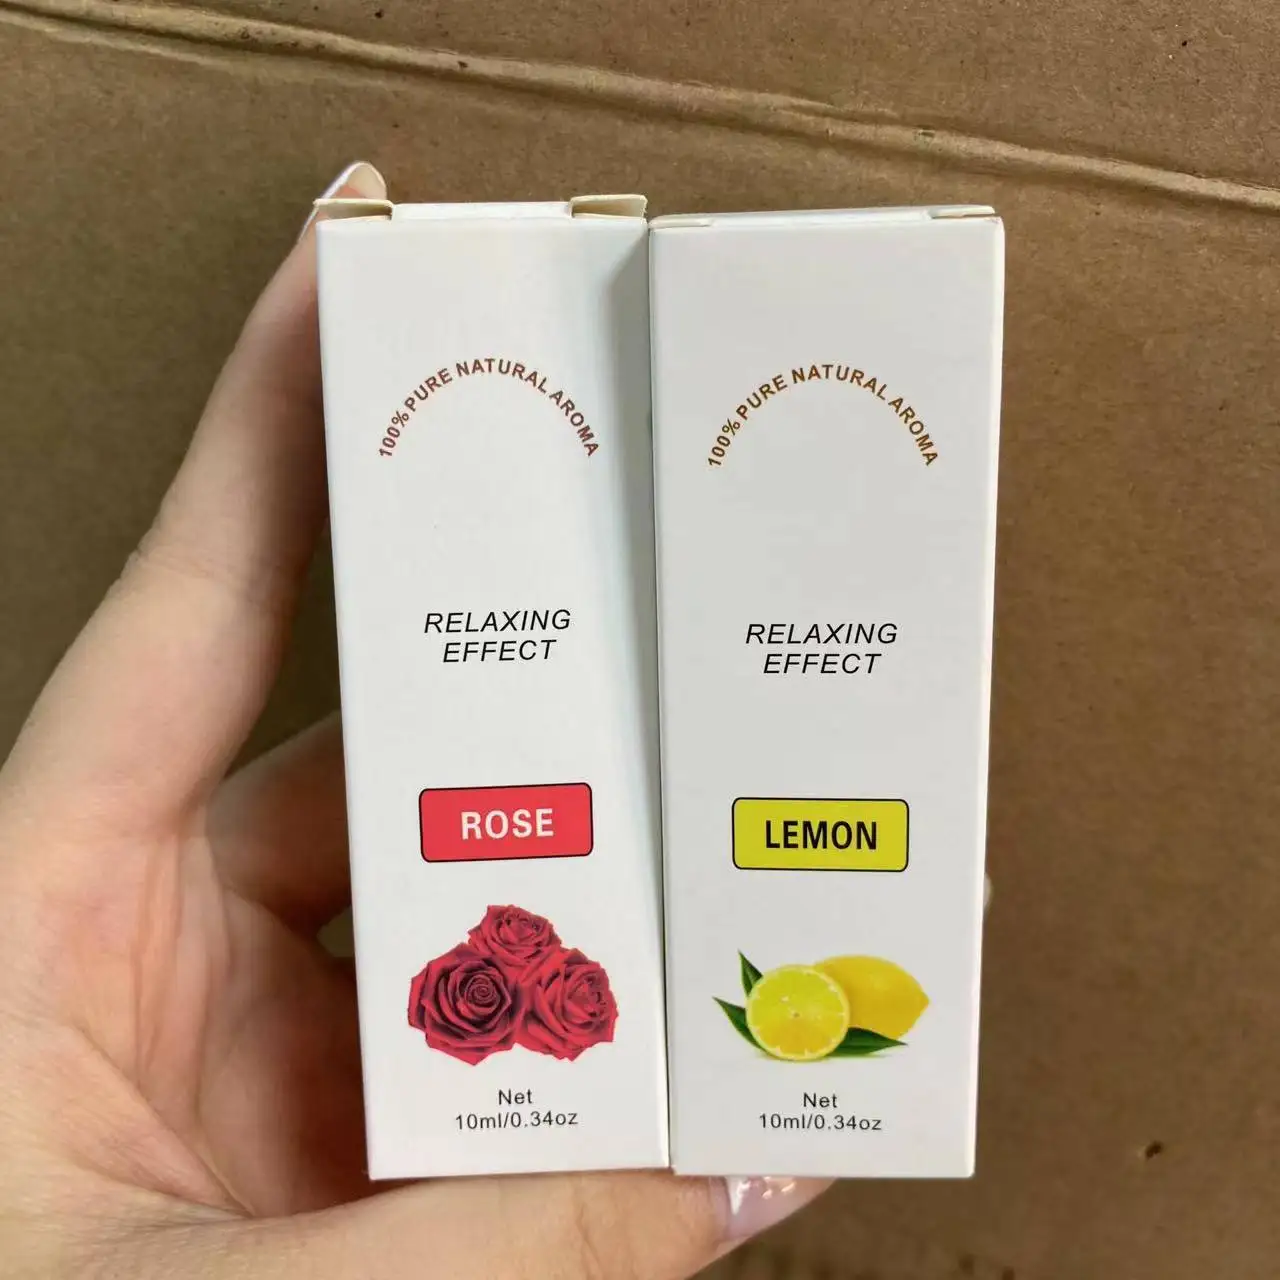 100% PURE NATURAL AROMA
RELAXING
EFFECT
ROSE
Net
10ml/0.34oz
100% PURE NATURAL AROMA
RELAXING
EFFECT
LEMON
Net
10ml/0.34oz